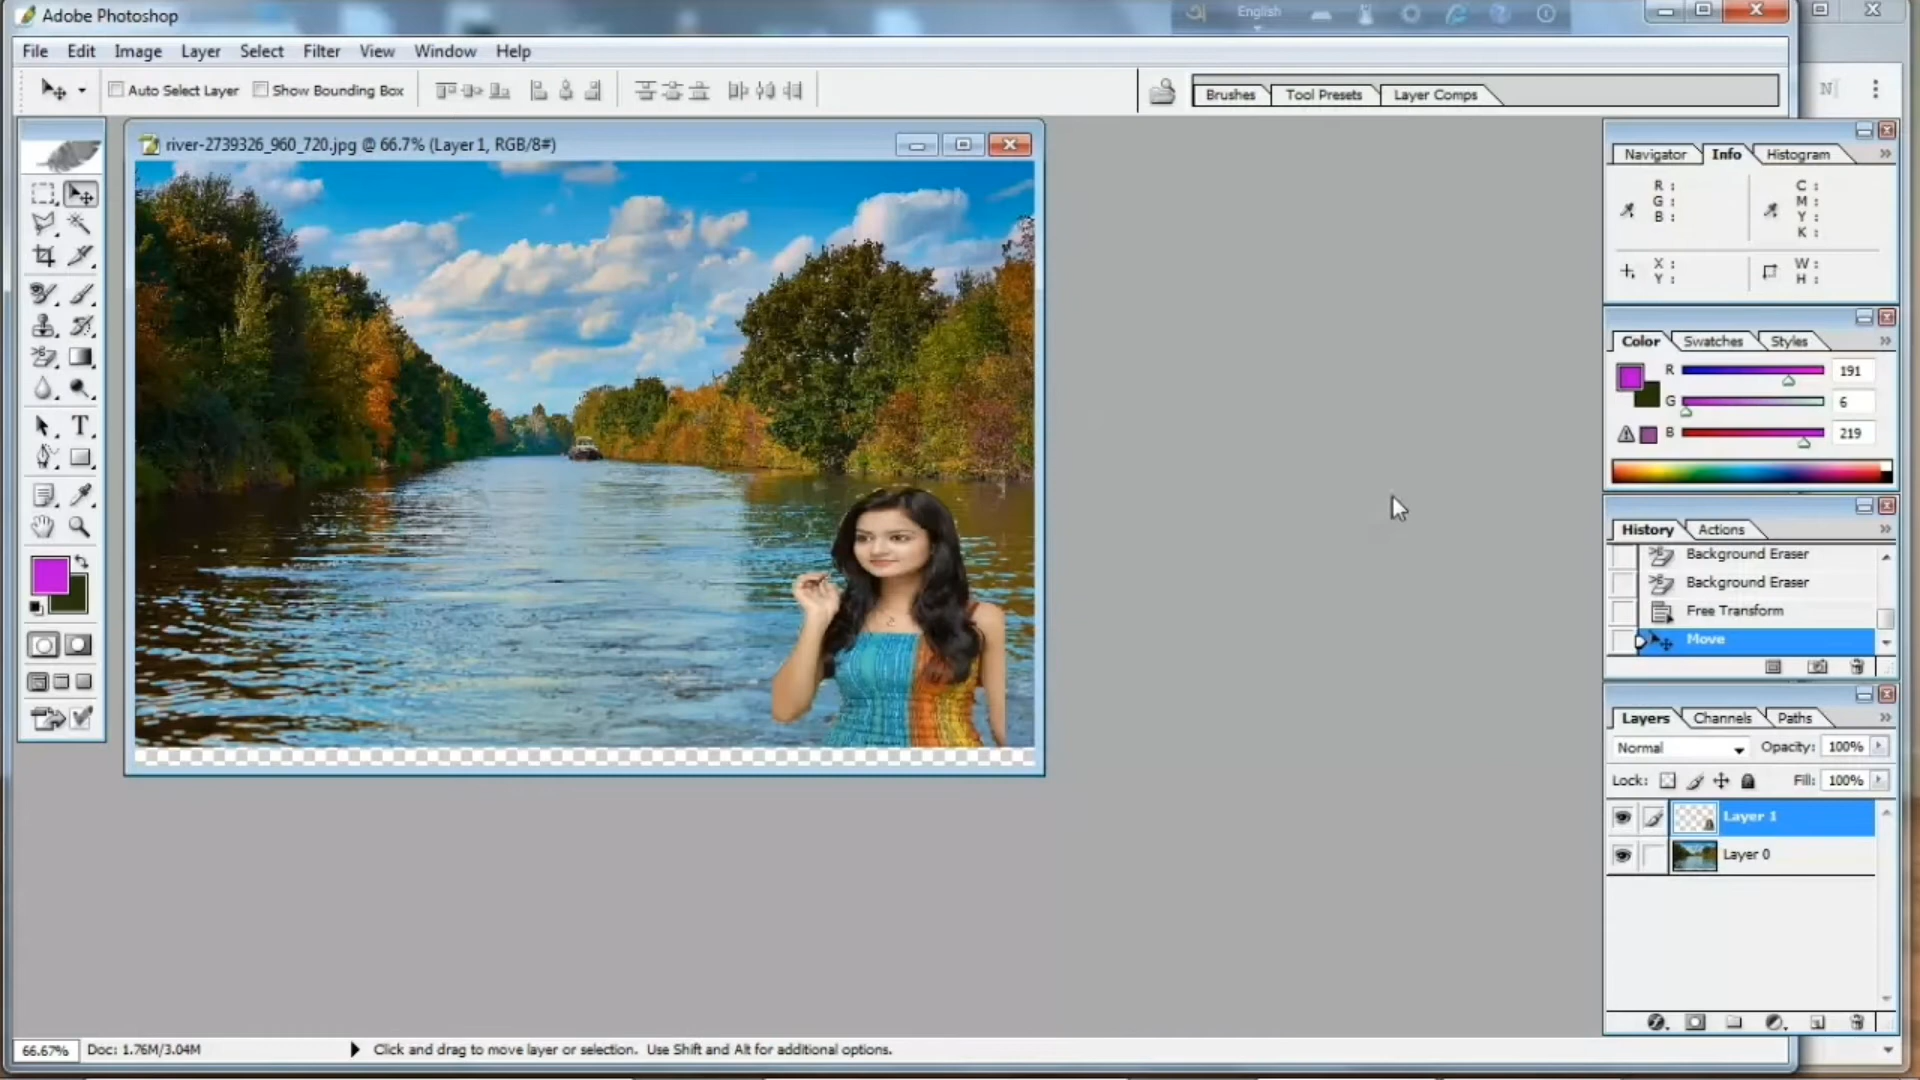 Adobe Photoshop
English
File Edit Image Layer Select Filter View Window Help
Auto Select Layer Show Bounding Box
Brushes Tool Presets Layer Comps
N
river-2739326_960_720.jpg @ 66.7% (Layer 1, RGB/8#)
Navigator Info Histogram
R : C :
G : M :
B : Y :
K :
X : W :
Y : H :
Color Swatches Styles
R 191
G 6
B 219
History Actions
Background Eraser
Background Eraser
Free Transform
Move
Layers Channels Paths
Normal Opacity: 100%
Lock: Fill: 100%
Layer 1
Layer 0
T
66.67% Doc: 1.76M/3.04M Click and drag to move layer or selection. Use Shift and Alt for additional options.